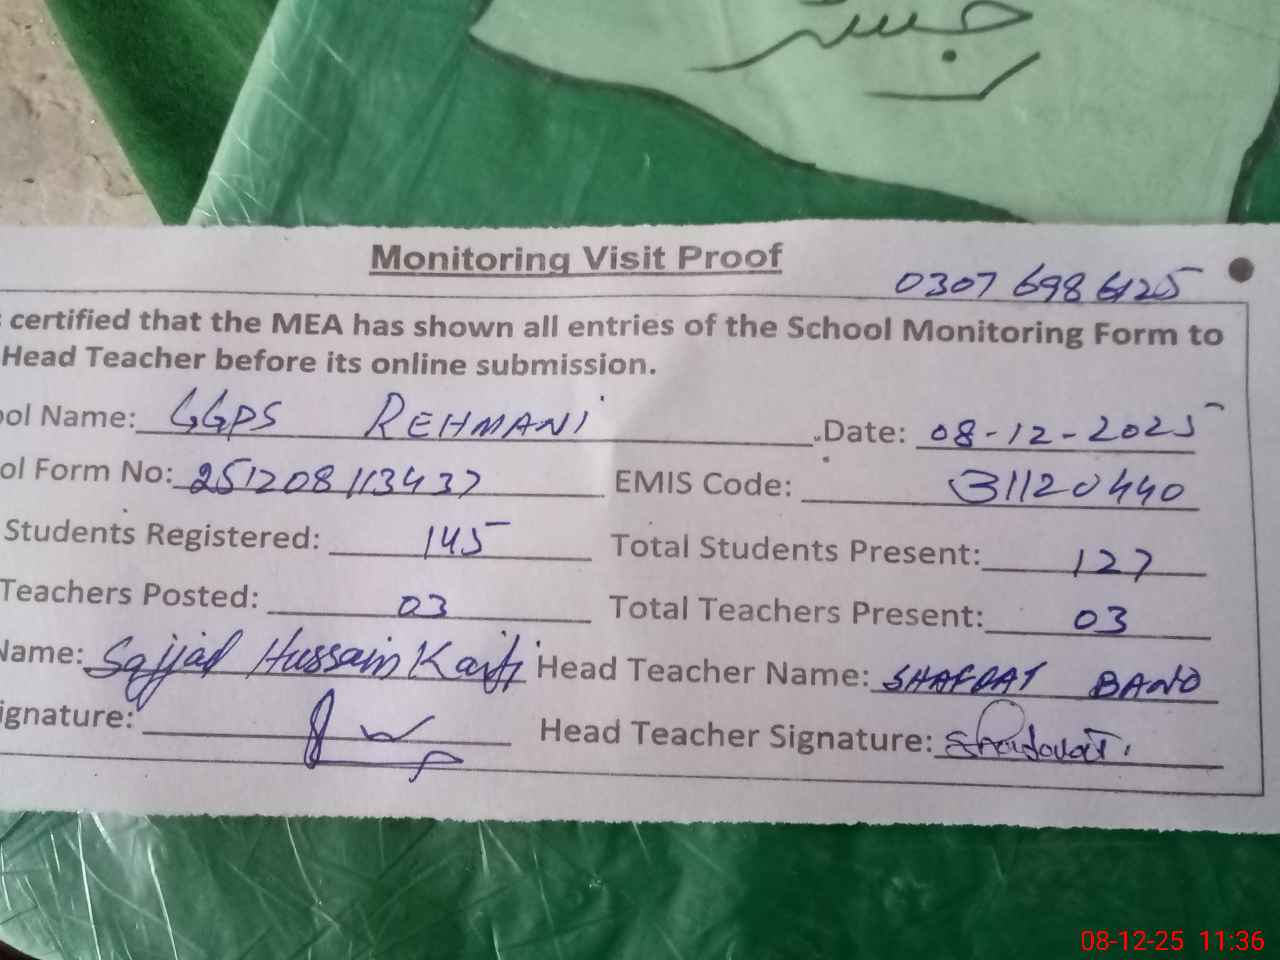 رجسٹر
Monitoring Visit Proof
0307 6986125
certified that the MEA has shown all entries of the School Monitoring Form to
Head Teacher before its online submission.
ool Name: GGPS REHMANI Date: 08-12-2025
ol Form No: 251208113437 EMIS Code: 31120440
Students Registered: 145 Total Students Present: 127
Teachers Posted: 03 Total Teachers Present: 03
Name: Sajjad Hussain Head Teacher Name: SHAFQAT BANO
ignature: Head Teacher Signature:
08-12-25 11:36